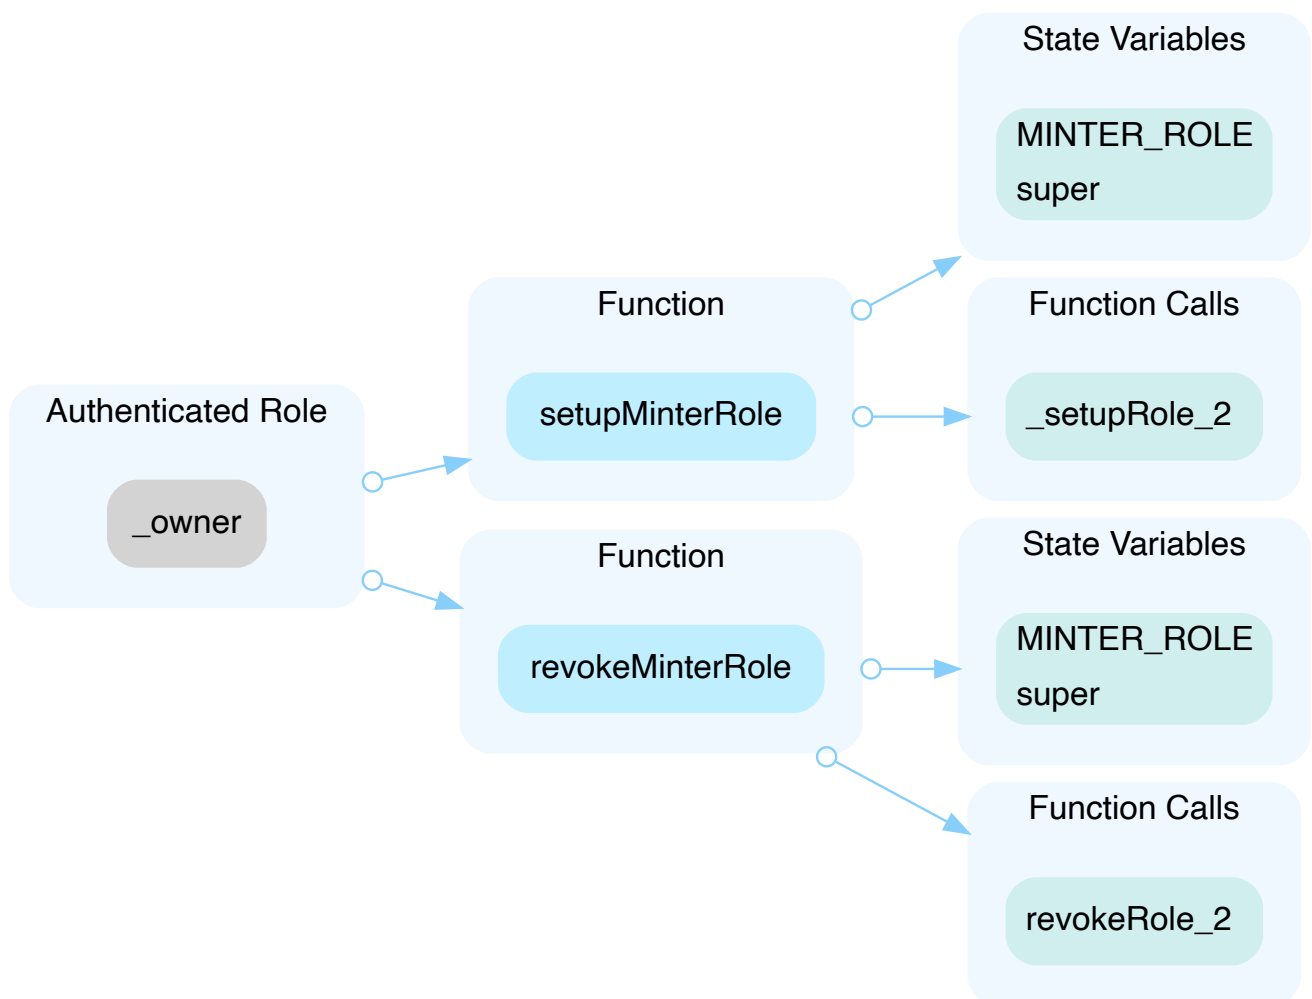 Authenticated Role
_owner
Function
setupMinterRole
State Variables
MINTER_ROLE
super
Function Calls
_setupRole_2
Function
revokeMinterRole
State Variables
MINTER_ROLE
super
Function Calls
revokeRole_2